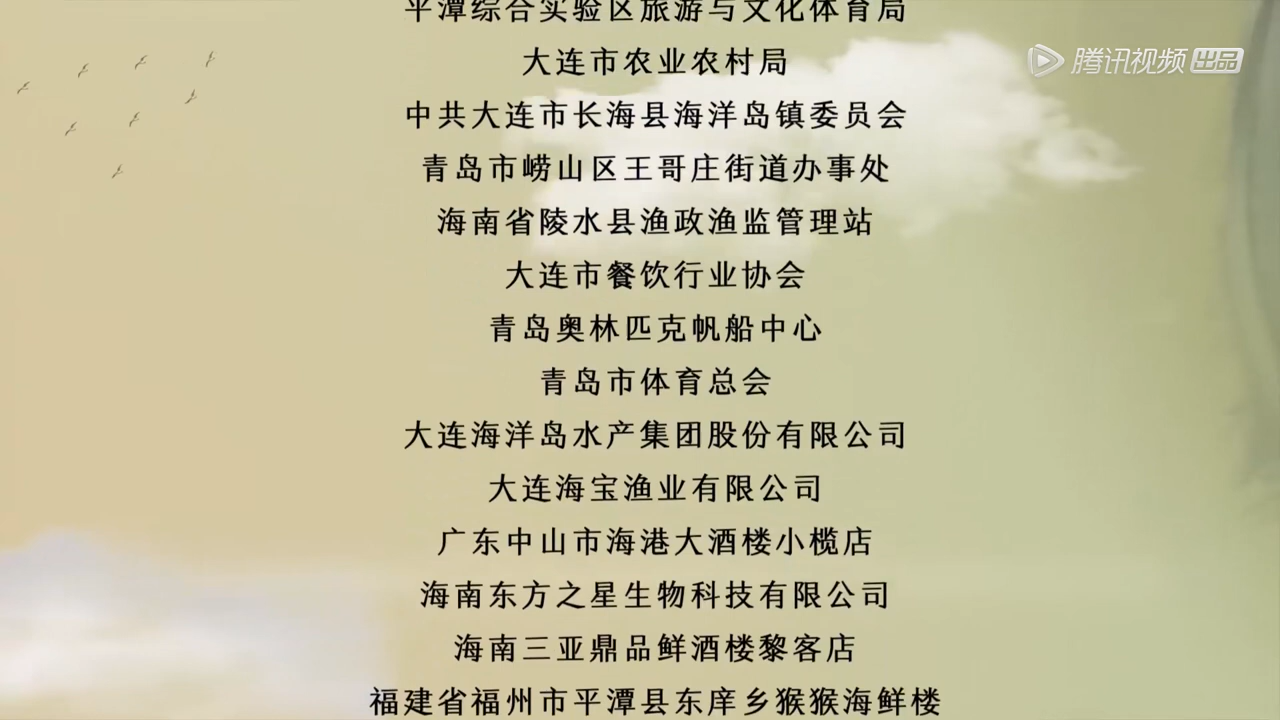 平潭综合实验区旅游与文化体育局
腾讯视频 出品
大连市农业农村局
中共大连市长海县海洋岛镇委员会
青岛市崂山区王哥庄街道办事处
海南省陵水县渔政渔监管理站
大连市餐饮行业协会
青岛奥林匹克帆船中心
青岛市体育总会
大连海洋岛水产集团股份有限公司
大连海宝渔业有限公司
广东中山市海港大酒楼小榄店
海南东方之星生物科技有限公司
海南三亚鼎品鲜酒楼黎客店
福建省福州市平潭县东庠乡猴猴海鲜楼